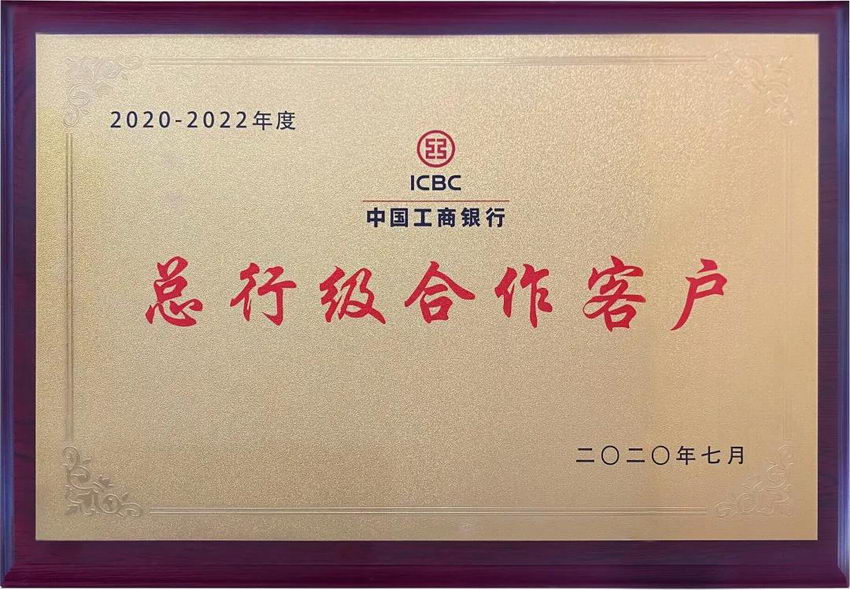 2020-2022年度
ICBC
中国工商银行
总行级合作客户
二〇二〇年七月